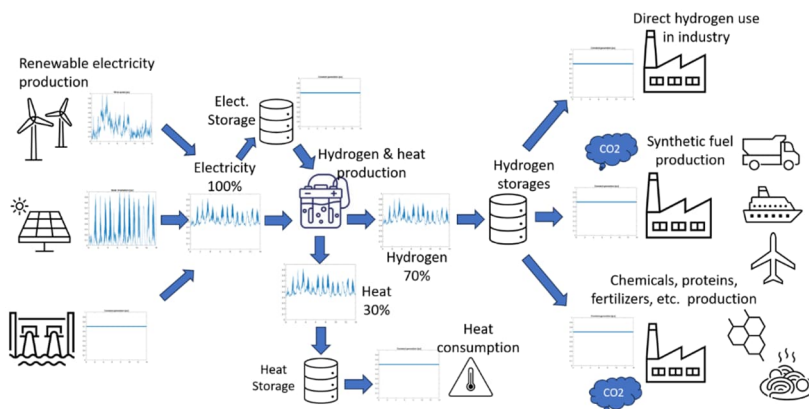 Renewable electricity
production
Elect.
Storage
Electricity
100%
Hydrogen & heat
production
Hydrogen
70%
Heat
30%
Heat
Storage
Heat
consumption
Hydrogen
storages
Direct hydrogen use
in industry
CO2
Synthetic fuel
production
Chemicals, proteins,
fertilizers, etc. production
CO2